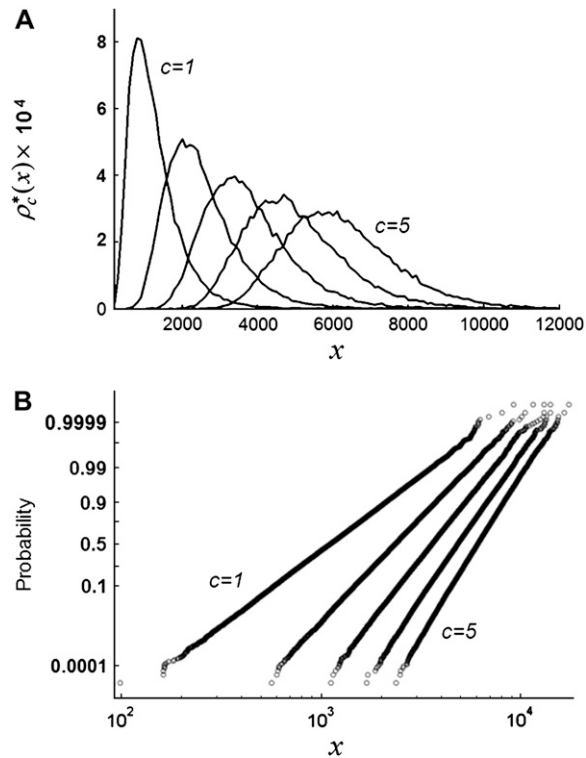 A
ρ*c(x) × 10⁴
8
6
4
2
0
c=1
c=5
2000 4000 6000 8000 10000 12000
x
B
Probability
0.9999
0.99
0.9
0.5
0.1
0.0001
c=1
c=5
10² 10³ 10⁴
x